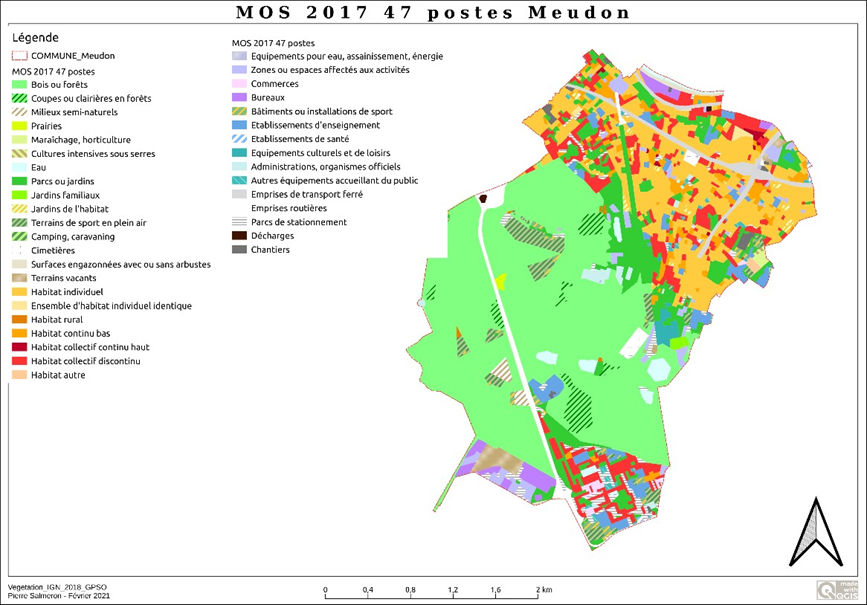 MOS 2017 47 postes Meudon
Légende
COMMUNE_Meudon
MOS 2017 47 postes
Bois ou forêts
Coupes ou clairières en forêts
Milieux semi-naturels
Prairies
Maraîchage, horticulture
Cultures intensives sous serres
Eau
Parcs ou jardins
Jardins familiaux
Jardins de l'habitat
Terrains de sport en plein air
Camping, caravaning
Cimetières
Surfaces engazonnées avec ou sans arbustes
Terrains vacants
Habitat individuel
Ensemble d'habitat individuel identique
Habitat rural
Habitat continu bas
Habitat collectif continu haut
Habitat collectif discontinu
Habitat autre
MOS 2017 47 postes
Equipements pour eau, assainissement, énergie
Zones ou espaces affectés aux activités
Commerces
Bureaux
Bâtiments ou installations de sport
Etablissements d'enseignement
Etablissements de santé
Equipements culturels et de loisirs
Administrations, organismes officiels
Autres équipements accueillant du public
Emprises de transport ferré
Emprises routières
Parcs de stationnement
Décharges
Chantiers
Vegetation_IGN_2018_GPSO
Pierre Salmeron - Février 2021
0 0,4 0,8 1,2 1,6 2 km
made
with
QGIS